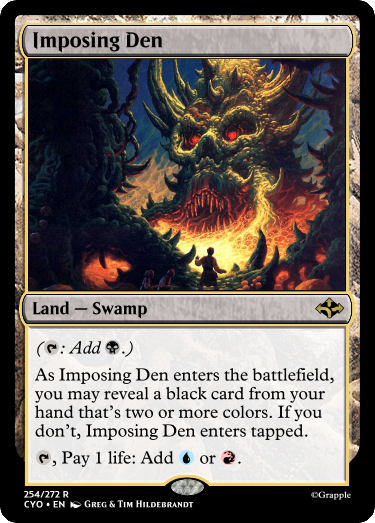 Imposing Den
Land — Swamp
(: Add .)
As Imposing Den enters the battlefield,
you may reveal a black card from your
hand that's two or more colors. If you
don't, Imposing Den enters tapped.
, Pay 1 life: Add or .
254/272 R
©Grapple
CYO • EN Greg & Tim Hildebrandt